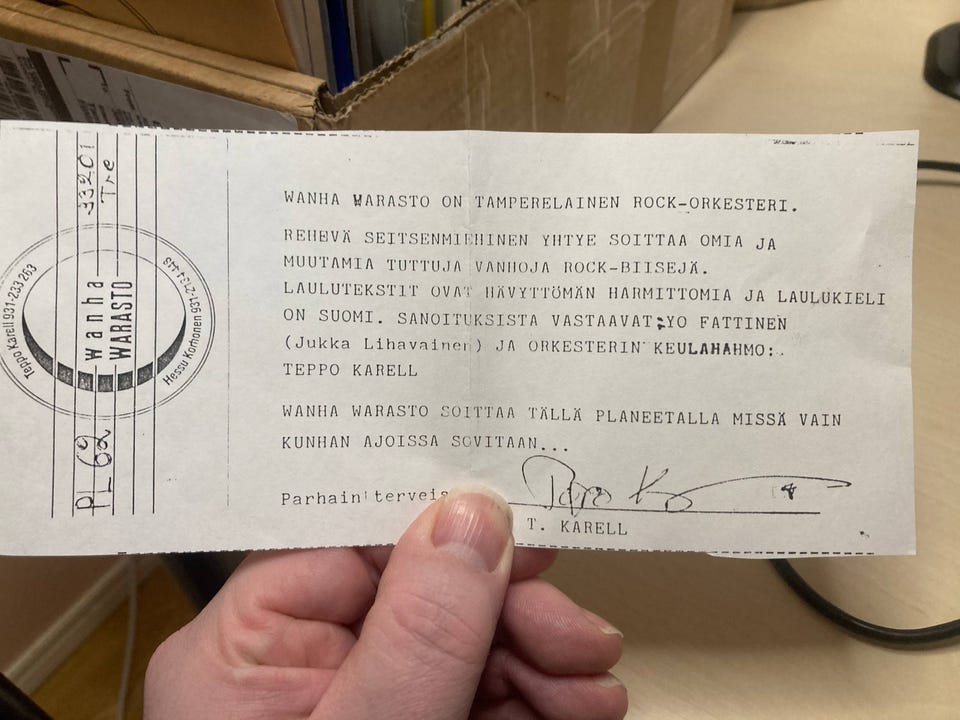 WANHA WARASTO ON TAMPERELAINEN ROCK-ORKESTERI.
REHEVÄ SEITSENMIEHINEN YHTYE SOITTAA OMIA JA
MUUTAMIA TUTTUJA VANHOJA ROCK-BIISEJÄ.
LAULUTEKSTIT OVAT HÄVYTTÖMÄN HARMITTOMIA JA LAULUKIELI
ON SUOMI. SANOITUKSISTA VASTAAVAT:YO FATTINEN
(Jukka Lihavainen) JA ORKESTERIN KEULAHAHMO:
TEPPO KARELL
WANHA WARASTO SOITTAA TÄLLÄ PLANEETALLA MISSÄ VAIN
KUNHAN AJOISSA SOVITAAN...
Parhain terveis
T. KARELL
33201
Tre
Teppo Karell 931-233 263
wanha
WARASTO
Hessu Korhonen
PL 69
PL 62